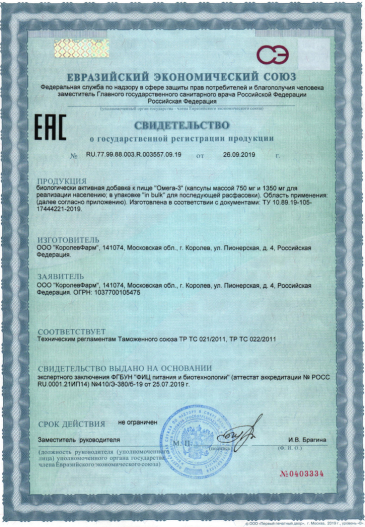 СЭ
ЕВРАЗИЙСКИЙ ЭКОНОМИЧЕСКИЙ СОЮЗ
Федеральная служба по надзору в сфере защиты прав потребителей и благополучия человека
заместитель Главного государственного санитарного врача Российской Федерации
Российская Федерация
ЕАС
СВИДЕТЕЛЬСТВО
о государственной регистрации продукции
№ RU.77.99.88.003.R.003557.09.19 от 26.09.2019 г.
ПРОДУКЦИЯ
биологически активная добавка к пище "Омега-3" (капсулы массой 750 мг и 1350 мг для
реализации населению; в упаковке "in bulk" для последующей расфасовки). Область применения:
(далее согласно приложению). Изготовлена в соответствии с документами: ТУ 10.89.19-105-
17444221-2019.
ИЗГОТОВИТЕЛЬ
ООО "КоролевФарм", 141074, Московская обл., г. Королев, ул. Пионерская, д. 4, Российская
Федерация.
ЗАЯВИТЕЛЬ
ООО "КоролевФарм", 141074, Московская обл., г. Королев, ул. Пионерская, д. 4, Российская
Федерация. ОГРН: 1037700105475
СООТВЕТСТВУЕТ
Техническим регламентам Таможенного союза ТР ТС 021/2011, ТР ТС 022/2011
СВИДЕТЕЛЬСТВО ВЫДАНО НА ОСНОВАНИИ
экспертного заключения ФГБУН "ФИЦ питания и биотехнологии" (аттестат аккредитации № РОСС
RU.0001.21ИП14) №410/Э-380/б-19 от 25.07.2019 г.
СРОК ДЕЙСТВИЯ не ограничен
Заместитель руководителя М.П. И.В. Брагина
(Ф. И. О.)
(должность руководителя (уполномоченного
лица) уполномоченного органа государства —
члена Евразийского экономического союза)
№0403334